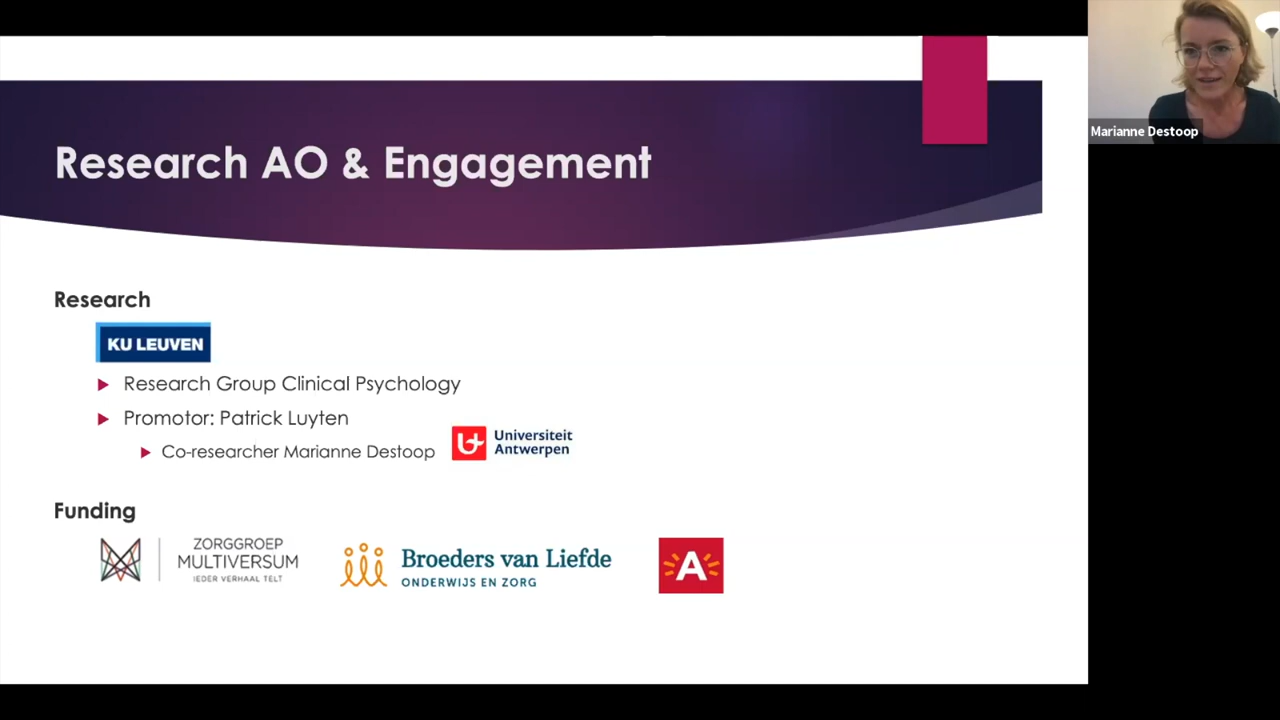 Research AO & Engagement
Marianne Destoop
Research
KU LEUVEN
Research Group Clinical Psychology
Promotor: Patrick Luyten
Co-researcher Marianne Destoop
Universiteit
Antwerpen
Funding
ZORGGROEP
MULTIVERSUM
IEDER VERHAAL TELT
Broeders van Liefde
ONDERWIJS EN ZORG
A